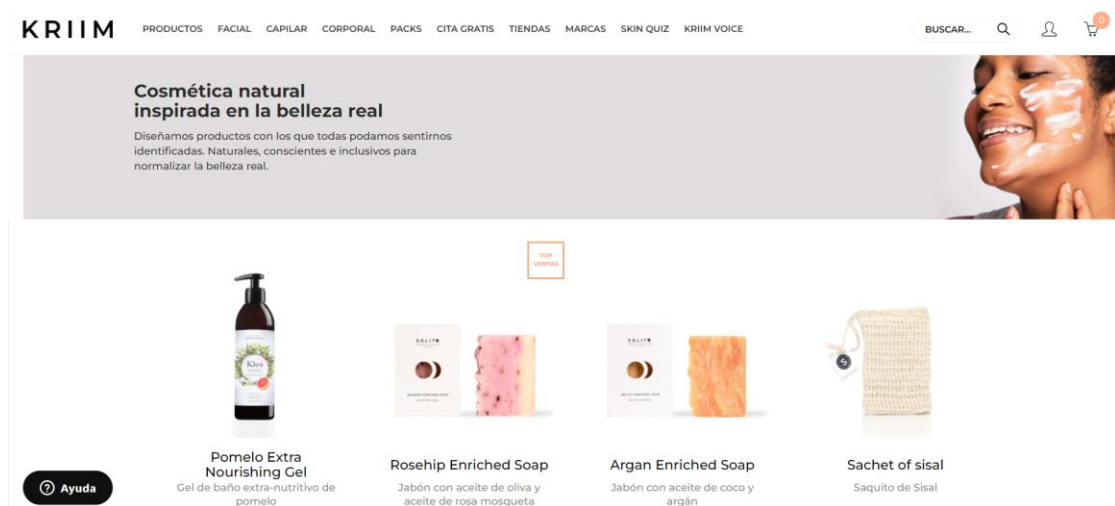 KRIIM
PRODUCTOS FACIAL CAPILAR CORPORAL PACKS CITA GRATIS TIENDAS MARCAS SKIN QUIZ KRIIM VOICE
BUSCAR...
0
Cosmética natural
inspirada en la belleza real
Diseñamos productos con los que todas podamos sentirnos
identificadas. Naturales, conscientes e inclusivos para
normalizar la belleza real.
TOP
VENTAS
Khoi
SOLITO
SOLITO
S
Pomelo Extra
Nourishing Gel
Gel de baño extra-nutritivo de
pomelo
Rosehip Enriched Soap
Jabón con aceite de oliva y
aceite de rosa mosqueta
Argan Enriched Soap
Jabón con aceite de coco y
argán
Sachet of sisal
Saquito de Sisal
? Ayuda